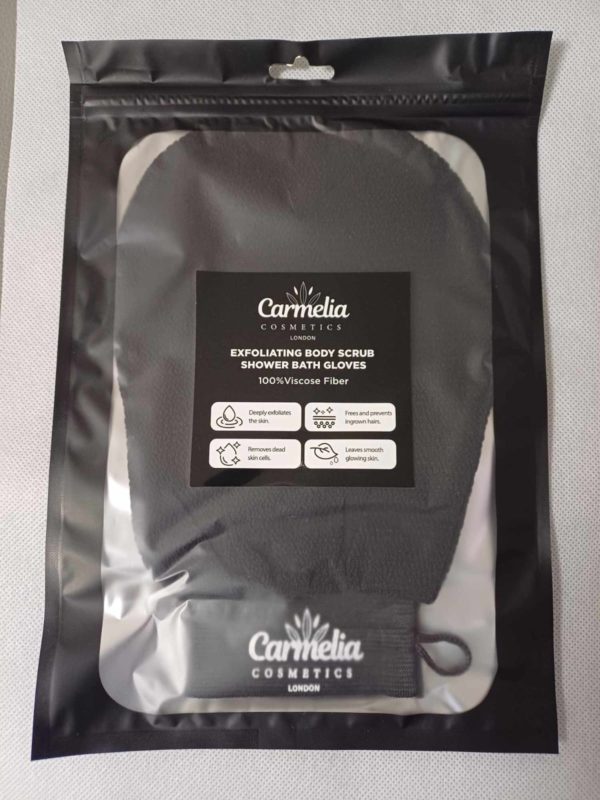 Carmelia
COSMETICS
LONDON
EXFOLIATING BODY SCRUB
SHOWER BATH GLOVES
100%Viscose Fiber
Deeply exfoliates
the skin.
Frees and prevents
ingrown hairs.
Removes dead
skin cells.
Leaves smooth
glowing skin.
Carmelia
COSMETICS
LONDON